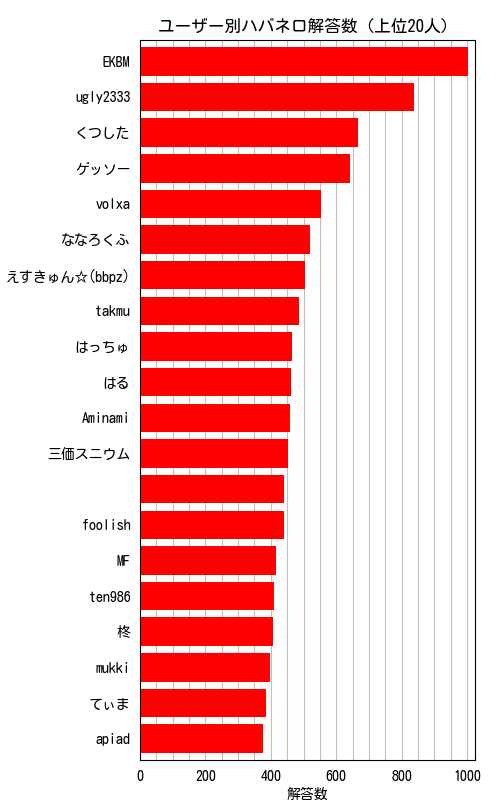 ユーザー別ハバネロ解答数 (上位20人)
EKBM
ugly2333
くつした
ゲッソー
volxa
ななろくふ
えすきゅん☆(bbpz)
takmu
はっちゅ
はる
Aminami
三価スニウム
foolish
MF
ten986
柊
mukki
てぃま
apiad
0 200 400 600 800 1000
解答数